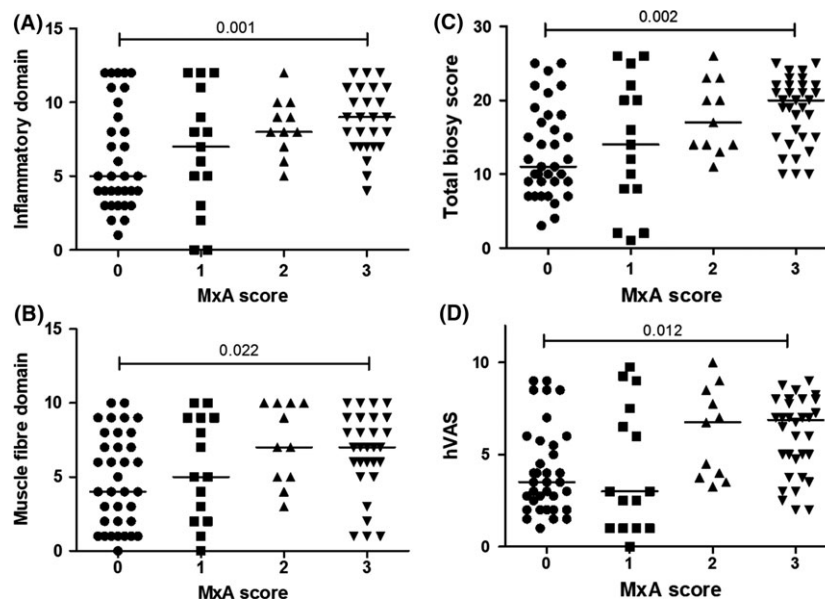 (A)
0.001
Inflammatory domain
15
10
5
0
0 1 2 3
MxA score
(C)
0.002
Total biosy score
30
20
10
0
0 1 2 3
MxA score
(B)
0.022
Muscle fibre domain
15
10
5
0
0 1 2 3
MxA score
(D)
0.012
hVAS
10
5
0
0 1 2 3
MxA score